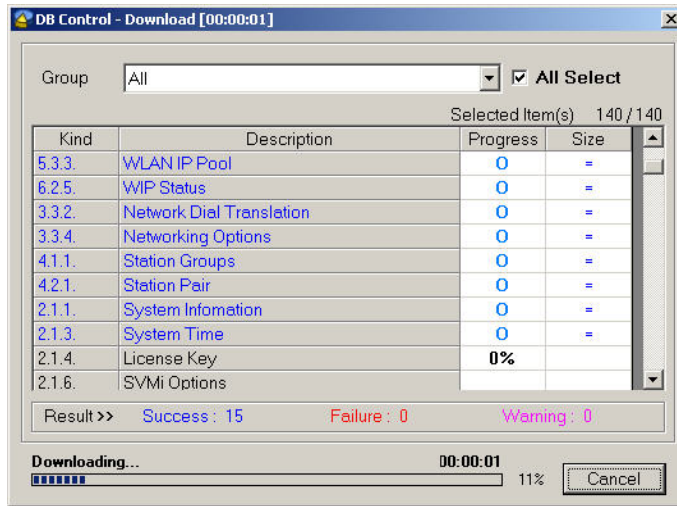 DB Control - Download [00:00:01]
Group All All Select
Selected Item(s) 140 / 140
Kind Description Progress Size
5.3.3. WLAN IP Pool O =
6.2.5. WIP Status O =
3.3.2. Network Dial Translation O =
3.3.4. Networking Options O =
4.1.1. Station Groups O =
4.2.1. Station Pair O =
2.1.1. System Infomation O =
2.1.3. System Time O =
2.1.4. License Key 0%
2.1.6. SVMi Options
Result >> Success : 15 Failure : 0 Warning : 0
Downloading... 00:00:01
11% Cancel